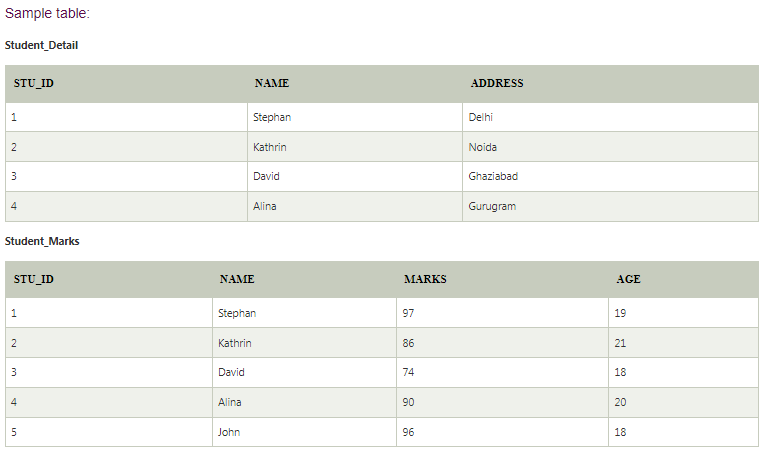 Sample table:
Student_Detail
STU_ID NAME ADDRESS
1 Stephan Delhi
2 Kathrin Noida
3 David Ghaziabad
4 Alina Gurugram
Student_Marks
STU_ID NAME MARKS AGE
1 Stephan 97 19
2 Kathrin 86 21
3 David 74 18
4 Alina 90 20
5 John 96 18